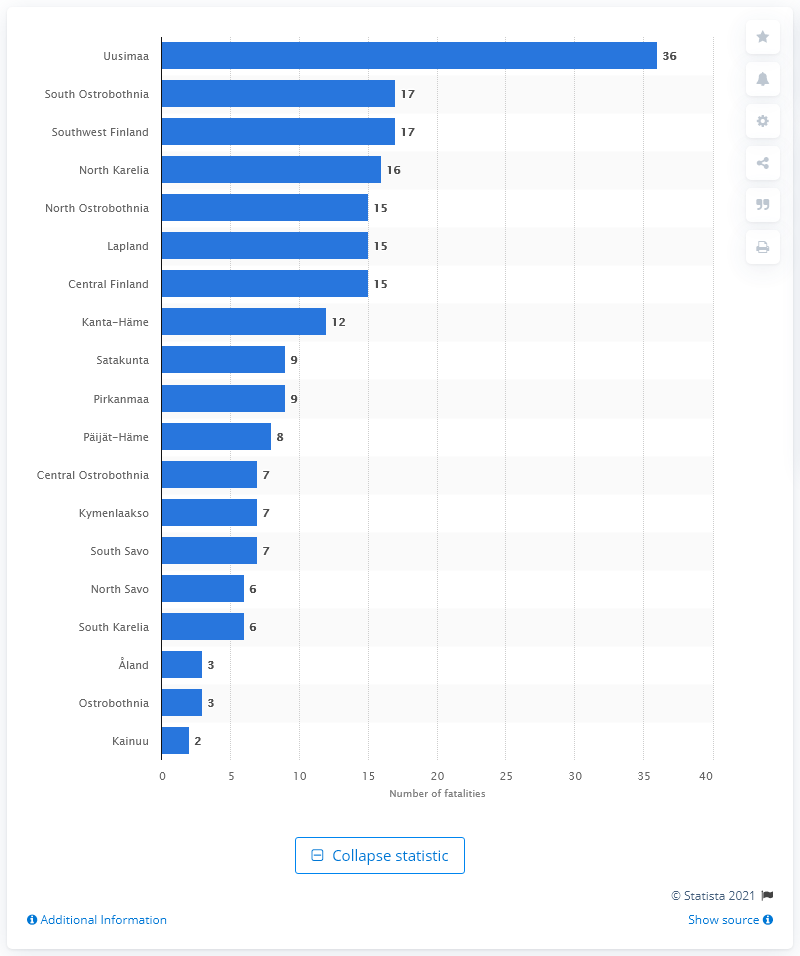 Uusimaa 36
South Ostrobothnia 17
Southwest Finland 17
North Karelia 16
North Ostrobothnia 15
Lapland 15
Central Finland 15
Kanta-Häme 12
Satakunta 9
Pirkanmaa 9
Päijät-Häme 8
Central Ostrobothnia 7
Kymenlaakso 7
South Savo 7
North Savo 6
South Karelia 6
Åland 3
Ostrobothnia 3
Kainuu 2
0 5 10 15 20 25 30 35 40
Number of fatalities
Collapse statistic
© Statista 2021
Additional Information Show source